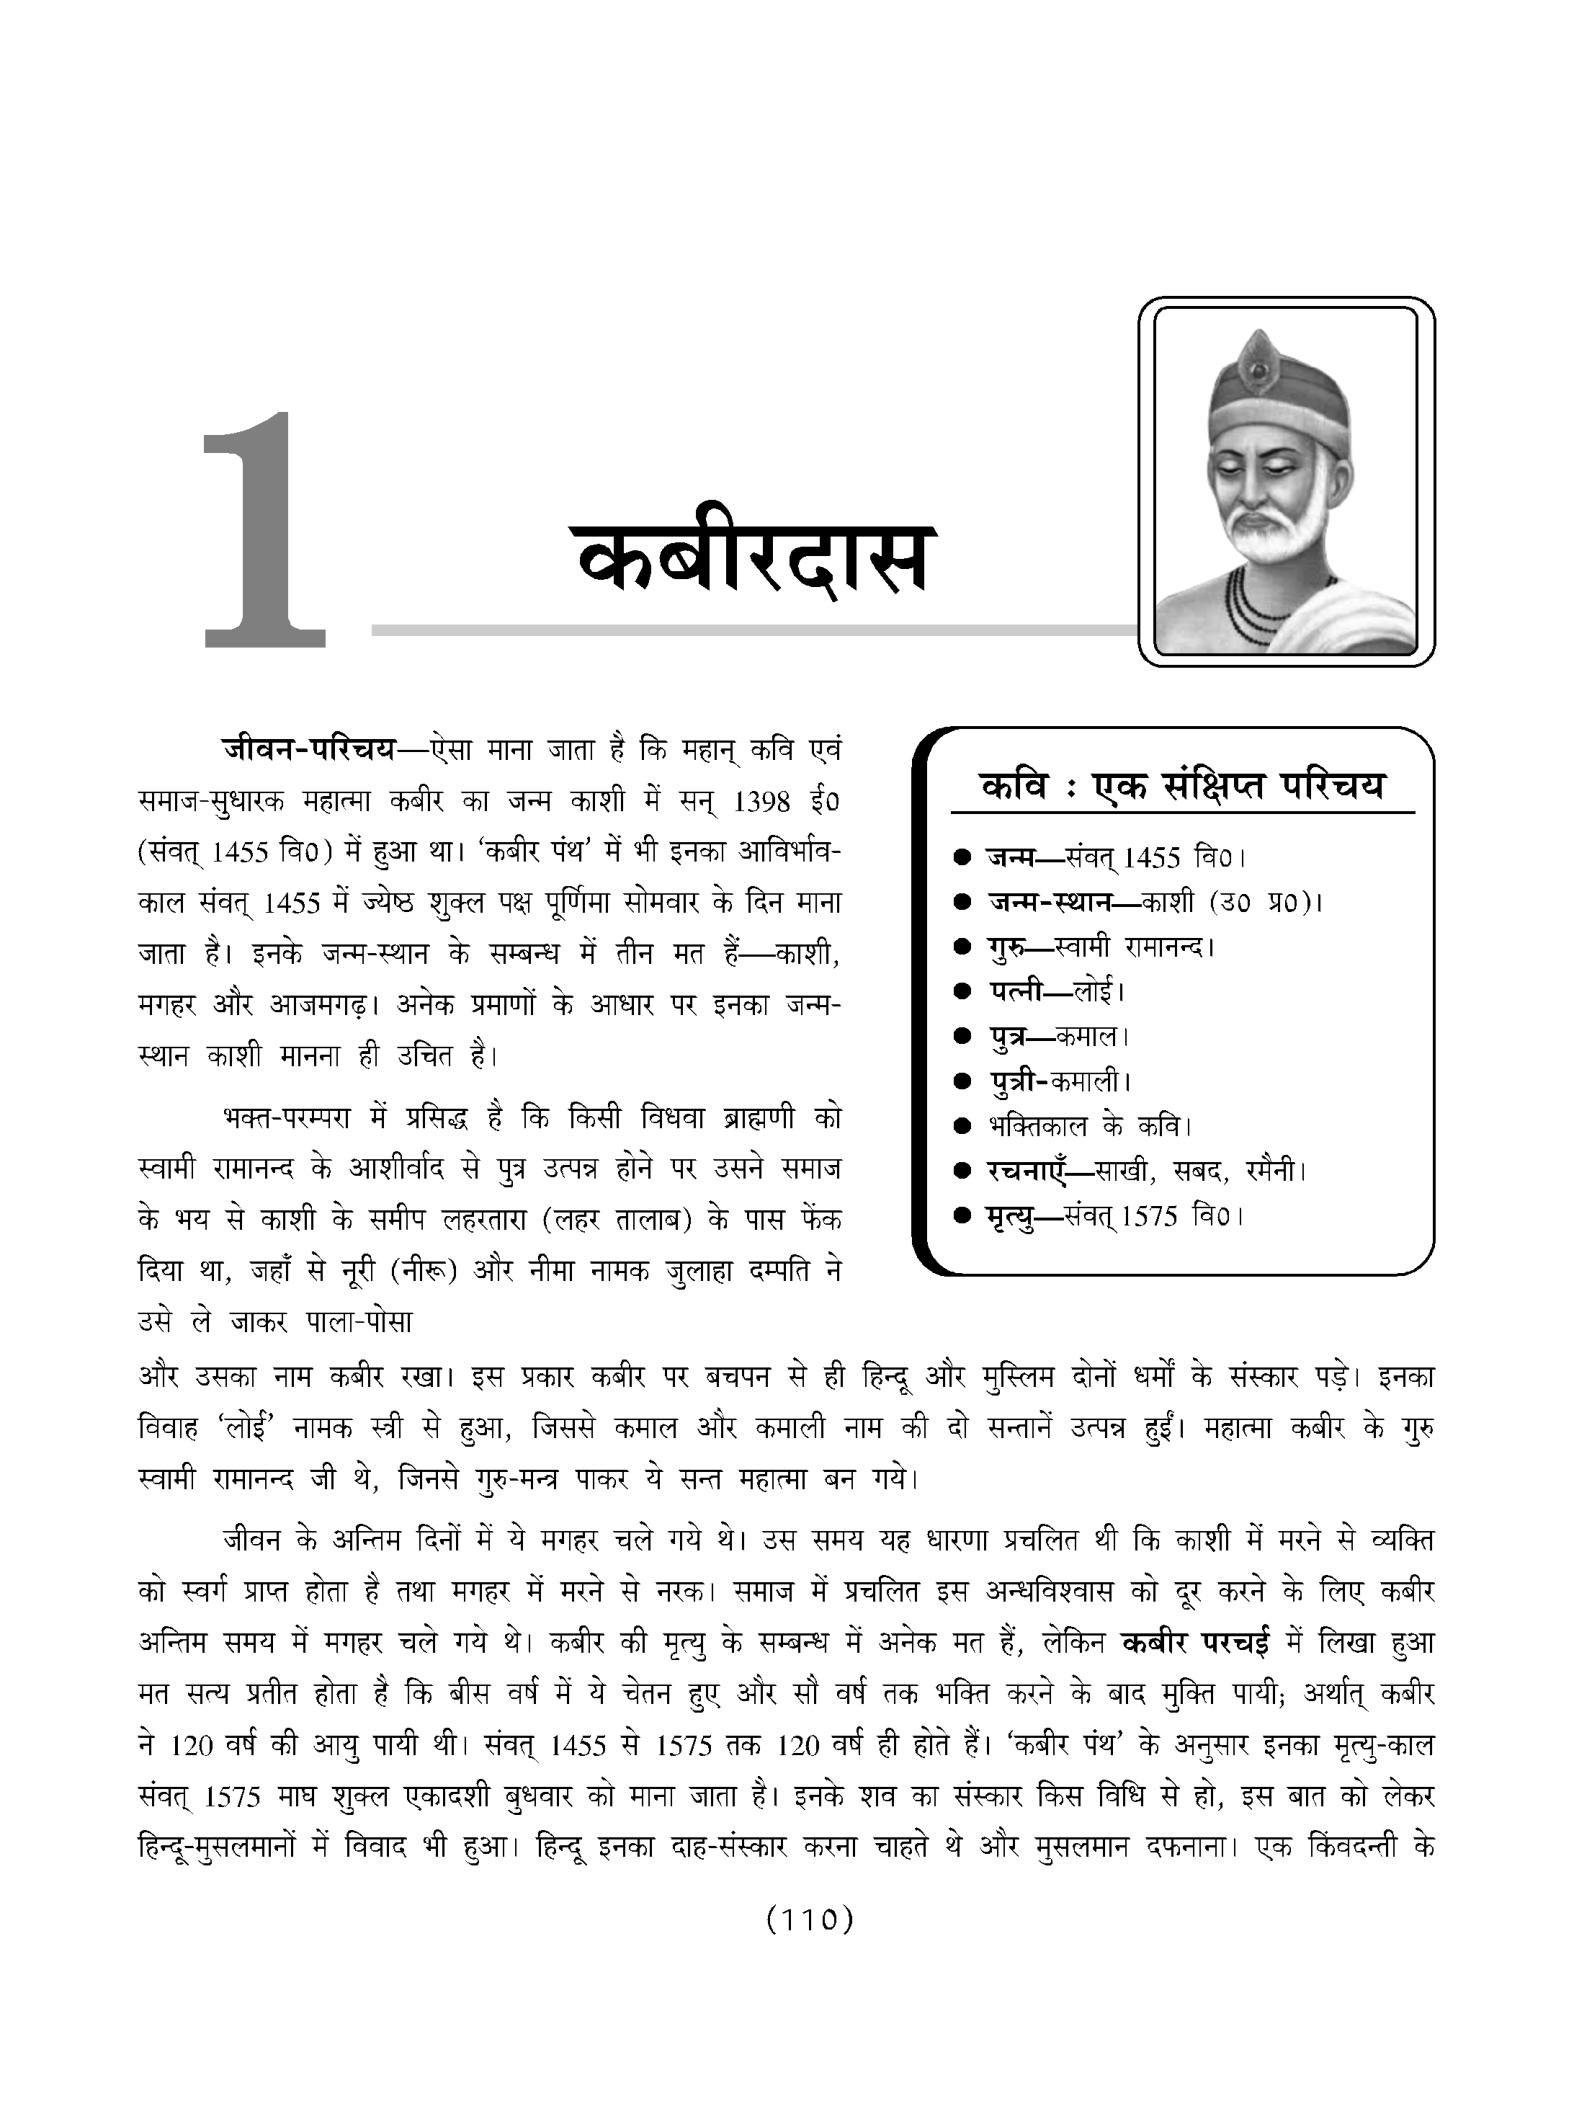 1
कबीरदास
जीवन-परिचय—ऐसा माना जाता है कि महान् कवि एवं
समाज-सुधारक महात्मा कबीर का जन्म काशी में सन् 1398 ई0
(संवत् 1455 वि0) में हुआ था। ‘कबीर पंथ’ में भी इनका आविर्भाव-
काल संवत् 1455 में ज्येष्ठ शुक्ल पक्ष पूर्णिमा सोमवार के दिन माना
जाता है। इनके जन्म-स्थान के सम्बन्ध में तीन मत हैं—काशी,
मगहर और आजमगढ़। अनेक प्रमाणों के आधार पर इनका जन्म-
स्थान काशी मानना ही उचित है।
भक्त-परम्परा में प्रसिद्ध है कि किसी विधवा ब्राह्मणी को
स्वामी रामानन्द के आशीर्वाद से पुत्र उत्पन्न होने पर उसने समाज
के भय से काशी के समीप लहरतारा (लहर तालाब) के पास फेंक
दिया था, जहाँ से नूरी (नीरू) और नीमा नामक जुलाहा दम्पति ने
उसे ले जाकर पाला-पोसा
कवि : एक संक्षिप्त परिचय
● जन्म—संवत् 1455 वि0।
● जन्म-स्थान—काशी (उ0 प्र0)।
● गुरु—स्वामी रामानन्द।
● पत्नी—लोई।
● पुत्र—कमाल।
● पुत्री-कमाली।
● भक्तिकाल के कवि।
● रचनाएँ—साखी, सबद, रमैनी।
● मृत्यु—संवत् 1575 वि0।
और उसका नाम कबीर रखा। इस प्रकार कबीर पर बचपन से ही हिन्दू और मुस्लिम दोनों धर्मों के संस्कार पड़े। इनका
विवाह ‘लोई’ नामक स्त्री से हुआ, जिससे कमाल और कमाली नाम की दो सन्तानें उत्पन्न हुईं। महात्मा कबीर के गुरु
स्वामी रामानन्द जी थे, जिनसे गुरु-मन्त्र पाकर ये सन्त महात्मा बन गये।
जीवन के अन्तिम दिनों में ये मगहर चले गये थे। उस समय यह धारणा प्रचलित थी कि काशी में मरने से व्यक्ति
को स्वर्ग प्राप्त होता है तथा मगहर में मरने से नरक। समाज में प्रचलित इस अन्धविश्वास को दूर करने के लिए कबीर
अन्तिम समय में मगहर चले गये थे। कबीर की मृत्यु के सम्बन्ध में अनेक मत हैं, लेकिन कबीर परचई में लिखा हुआ
मत सत्य प्रतीत होता है कि बीस वर्ष में ये चेतन हुए और सौ वर्ष तक भक्ति करने के बाद मुक्ति पायी; अर्थात् कबीर
ने 120 वर्ष की आयु पायी थी। संवत् 1455 से 1575 तक 120 वर्ष ही होते हैं। ‘कबीर पंथ’ के अनुसार इनका मृत्यु-काल
संवत् 1575 माघ शुक्ल एकादशी बुधवार को माना जाता है। इनके शव का संस्कार किस विधि से हो, इस बात को लेकर
हिन्दू-मुसलमानों में विवाद भी हुआ। हिन्दू इनका दाह-संस्कार करना चाहते थे और मुसलमान दफनाना। एक किंवदन्ती के
(110)